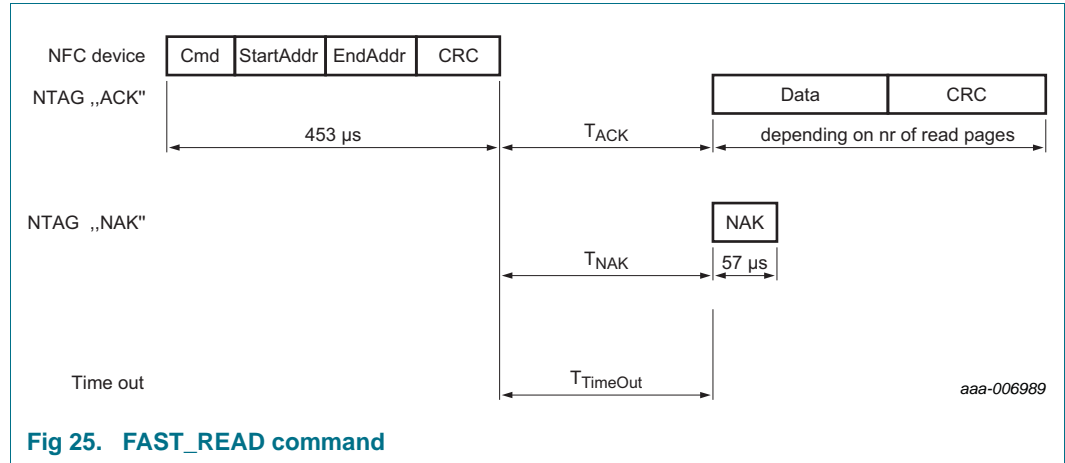 NFC device Cmd StartAddr EndAddr CRC
NTAG ,,ACK" Data CRC
453 µs TACK depending on nr of read pages
NTAG ,,NAK" NAK
TNAK 57 µs
Time out TTimeOut aaa-006989
Fig 25. FAST_READ command